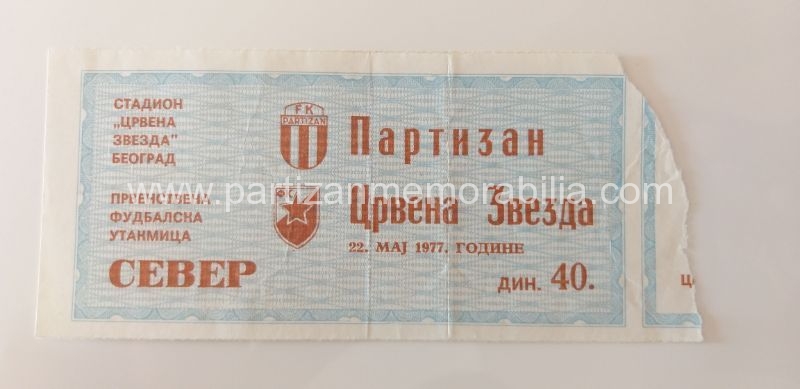 СТАДИОН
„ЦРВЕНА
ЗВЕЗДА"
БЕОГРАД
ПРВЕНСТВЕНА
ФУДБАЛСКА
УТАКМИЦА
СЕВЕР
FK
PARTIZAN
Партизан
Црвена Звезда
22. МАЈ 1977. ГОДИНЕ
ДИН. 40.
www.partizanmemorabilia.com